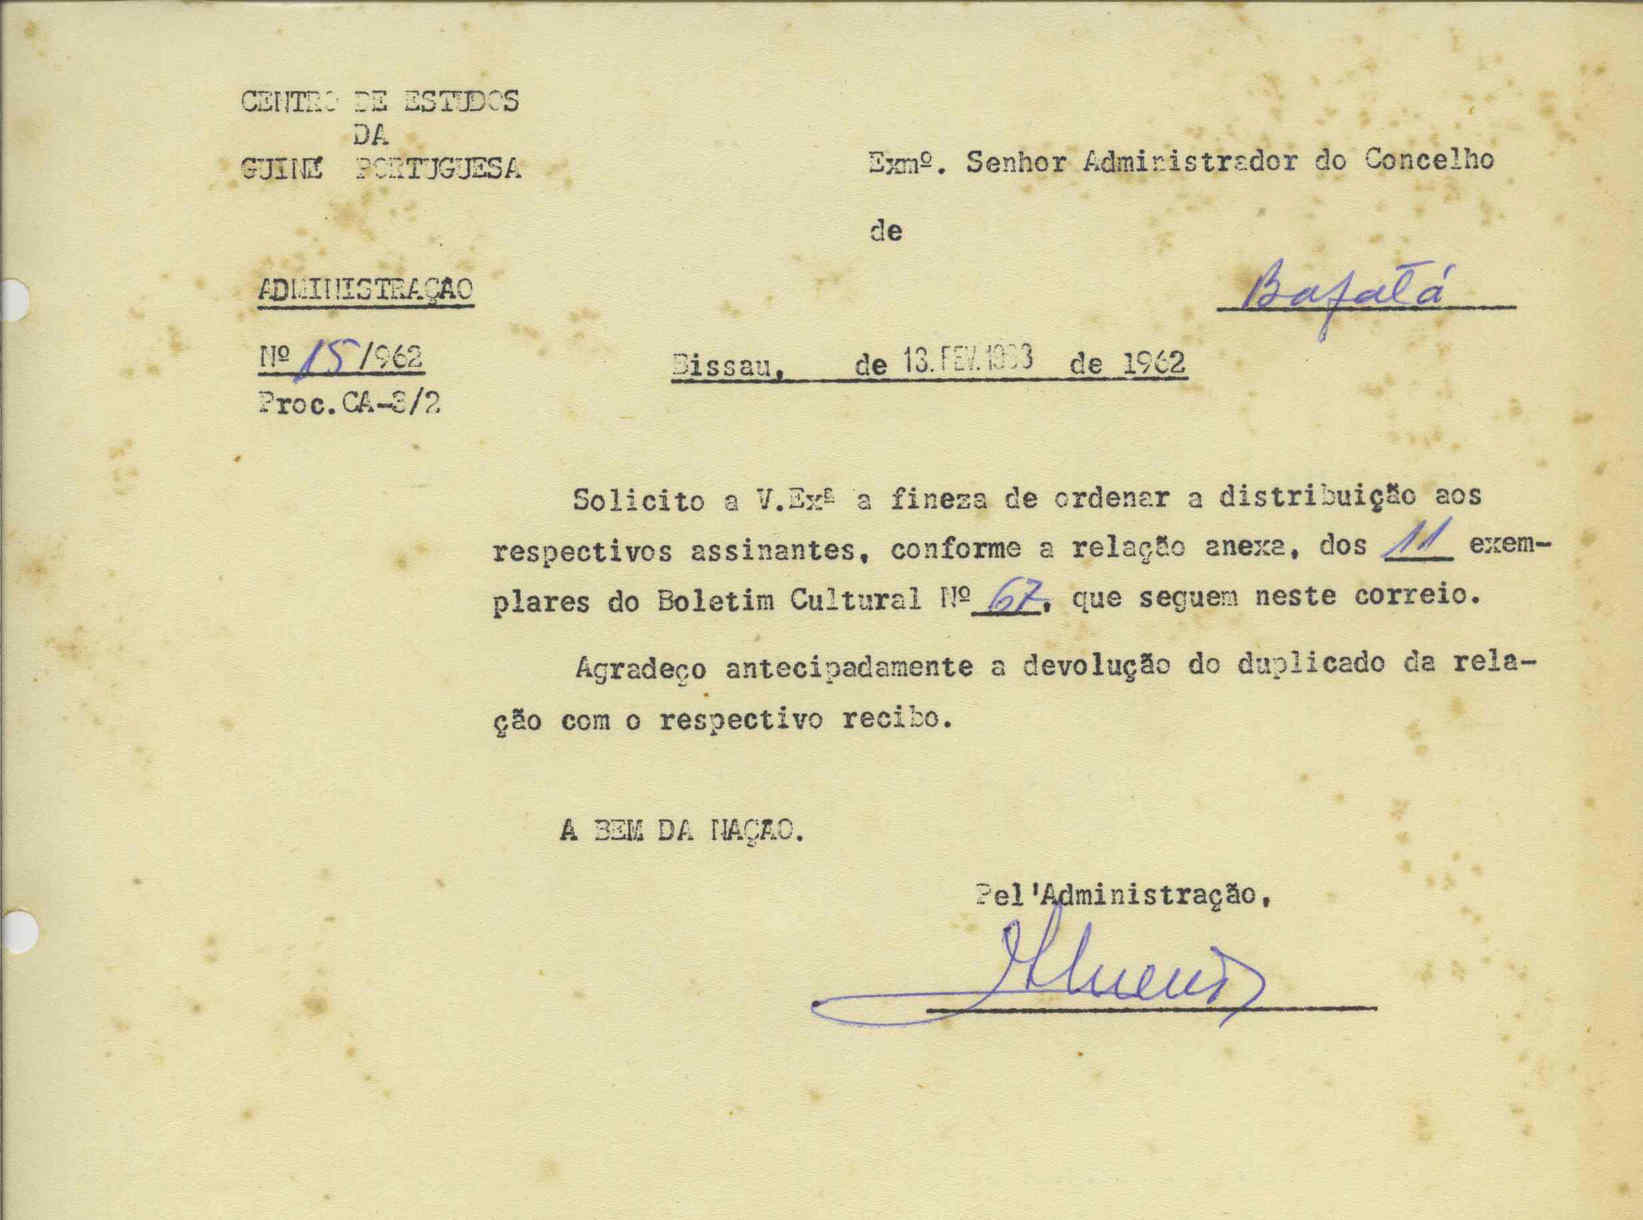 CENTRO DE ESTUDOS
DA
GUINÉ PORTUGUESA
Exmº. Senhor Administrador do Concelho
de
Bafatá
ADMINISTRAÇÃO
Nº 15/962
Proc.CA-3/2
Bissau, de 13.FEV.1963 de 1962
Solicito a V.Exª a fineza de ordenar a distribuição aos
respectivos assinantes, conforme a relação anexa, dos 11 exem-
plares do Boletim Cultural Nº 67, que seguem neste correio.
Agradeço antecipadamente a devolução do duplicado da rela-
ção com o respectivo recibo.
A BEM DA NAÇÃO.
Pel'Administração,